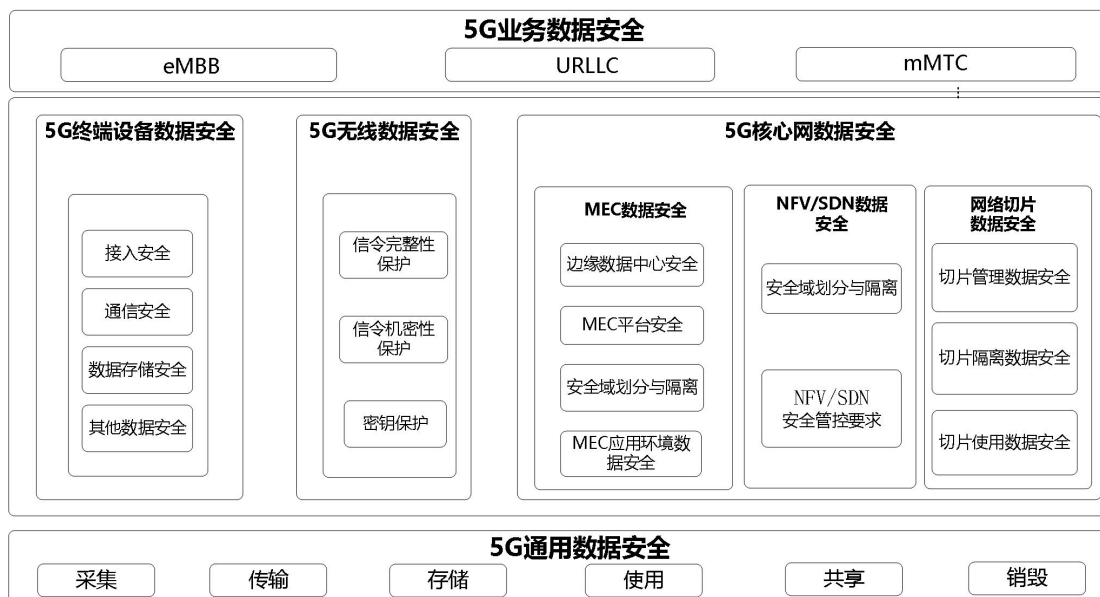 5G业务数据安全
eMBB
URLLC
mMTC
5G终端设备数据安全
接入安全
通信安全
数据存储安全
其他数据安全
5G无线数据安全
信令完整性
保护
信令机密性
保护
密钥保护
5G核心网数据安全
MEC数据安全
边缘数据中心安全
MEC平台安全
安全域划分与隔离
MEC应用环境数
据安全
NFV/SDN数据
安全
安全域划分与隔离
NFV/SDN
安全管控要求
网络切片
数据安全
切片管理数据安全
切片隔离数据安全
切片使用数据安全
5G通用数据安全
采集
传输
存储
使用
共享
销毁